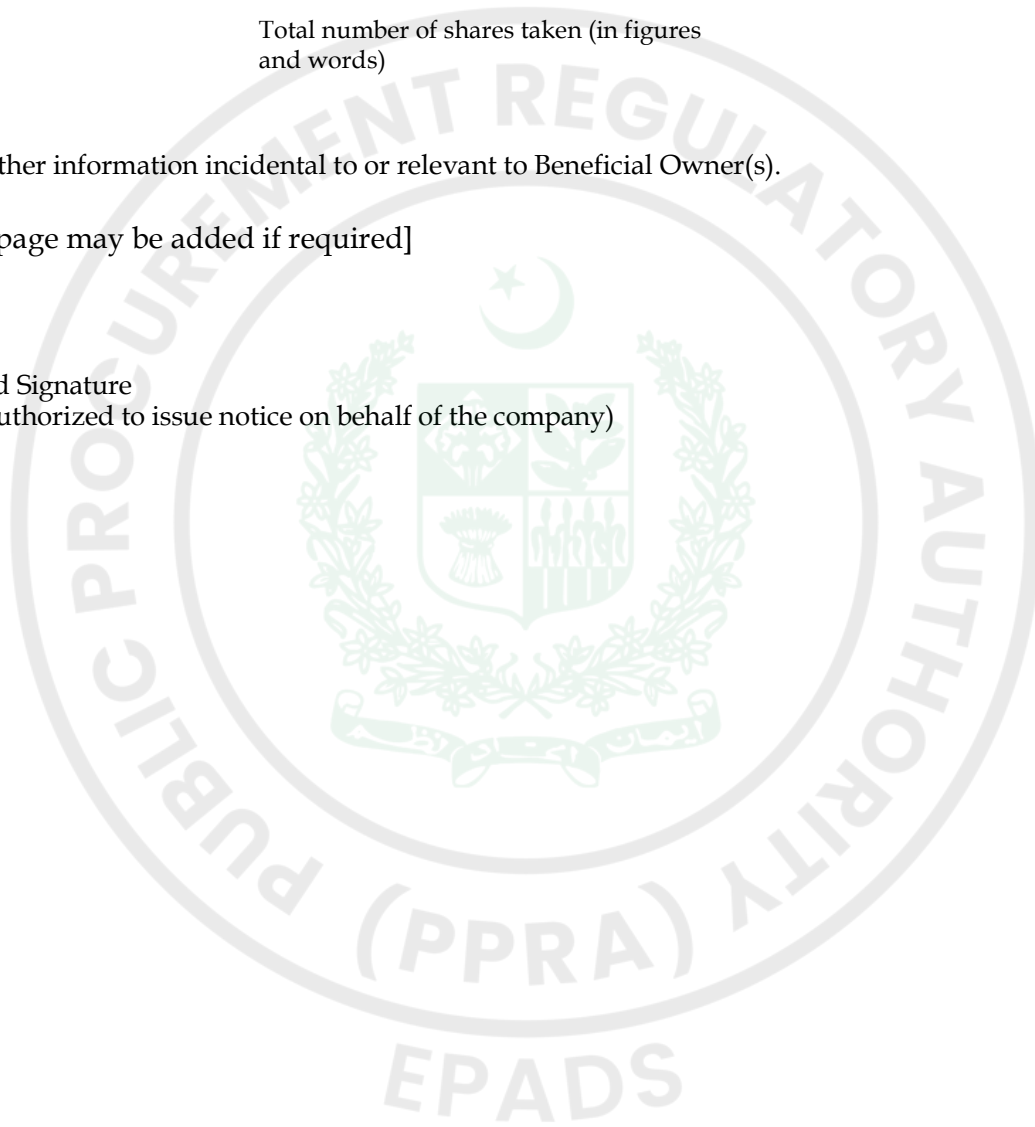 Total number of shares taken (in figures
and words)
ther information incidental to or relevant to Beneficial Owner(s).
page may be added if required]
d Signature
uthorized to issue notice on behalf of the company)
PUBLIC PROCUREMENT REGULATORY AUTHORITY
(PPRA)
EPADS